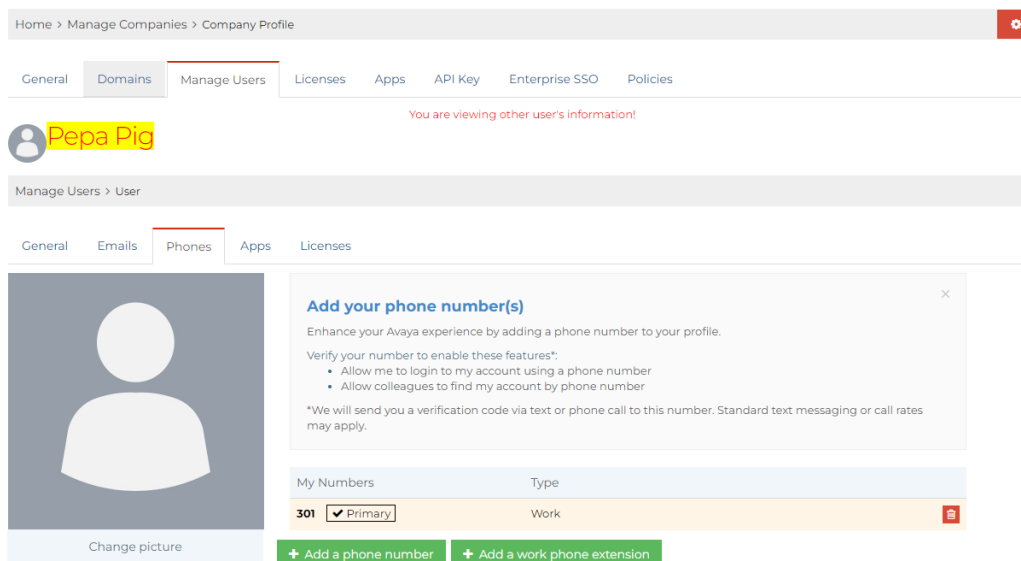 Home > Manage Companies > Company Profile
General Domains Manage Users Licenses Apps API Key Enterprise SSO Policies
You are viewing other user's information!
Pepa Pig
Manage Users > User
General Emails Phones Apps Licenses
Add your phone number(s)
Enhance your Avaya experience by adding a phone number to your profile.
Verify your number to enable these features*:
• Allow me to login to my account using a phone number
• Allow colleagues to find my account by phone number
*We will send you a verification code via text or phone call to this number. Standard text messaging or call rates
may apply.
My Numbers Type
301 ✔ Primary Work
Change picture
+ Add a phone number + Add a work phone extension